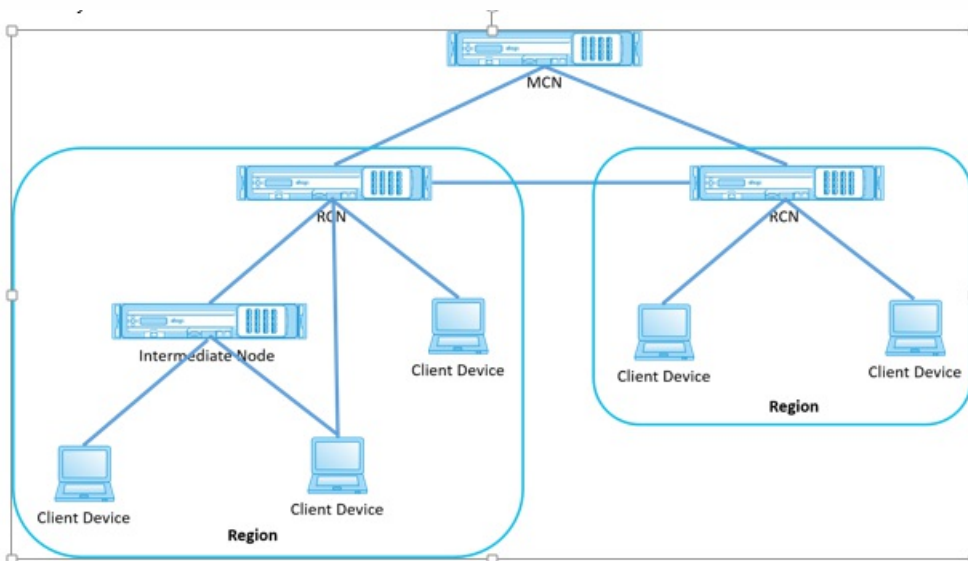 MCN
RCN
RCN
Intermediate Node
Client Device
Client Device
Client Device
Region
Client Device
Client Device
Region